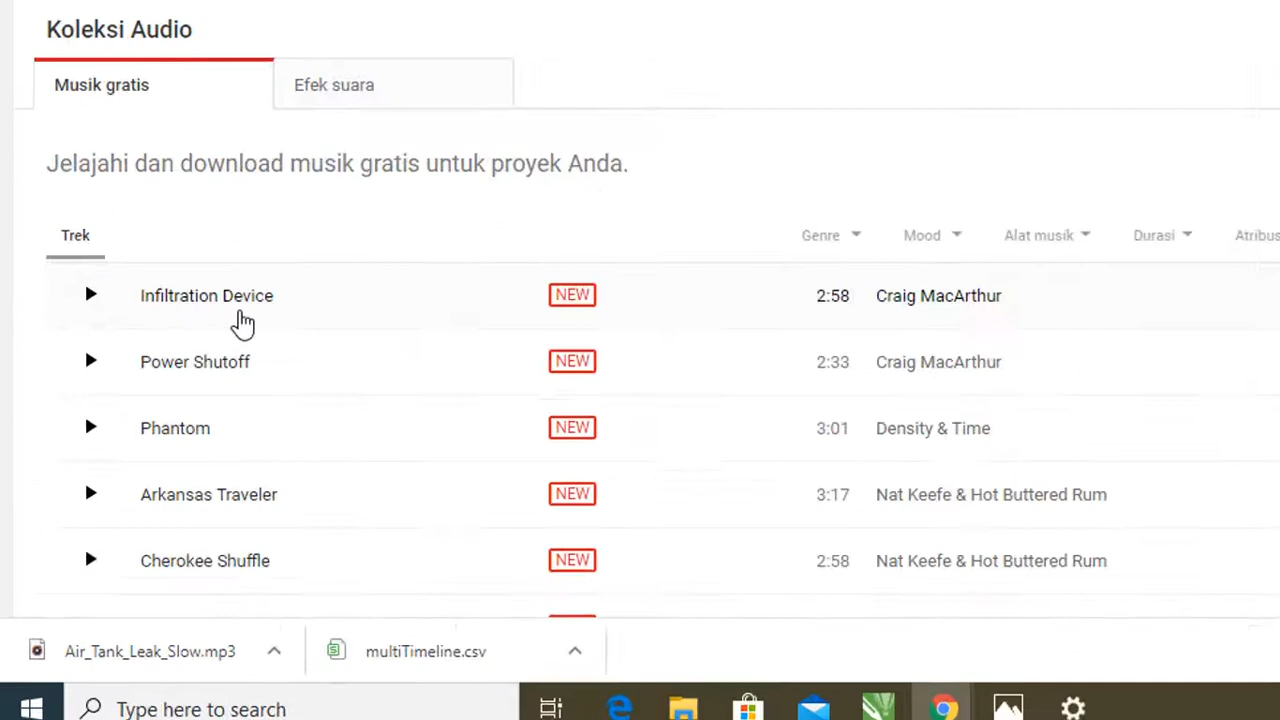 Koleksi Audio
Musik gratis Efek suara
Jelajahi dan download musik gratis untuk proyek Anda.
Trek Genre Mood Alat musik Durasi
Infiltration Device NEW 2:58 Craig MacArthur
Power Shutoff NEW 2:33 Craig MacArthur
Phantom NEW 3:01 Density & Time
Arkansas Traveler NEW 3:17 Nat Keefe & Hot Buttered Rum
Cherokee Shuffle NEW 2:58 Nat Keefe & Hot Buttered Rum
Air_Tank_Leak_Slow.mp3 multiTimeline.csv
Type here to search